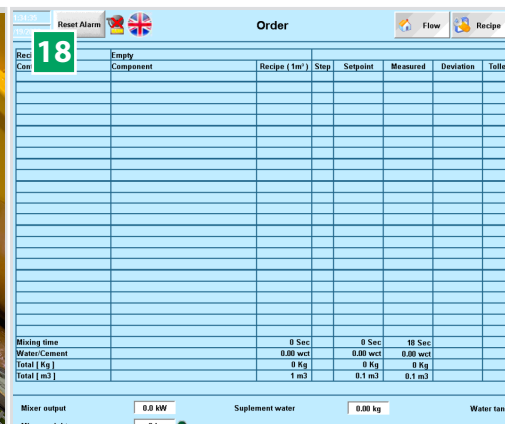 Reset Alarm
Order
Flow
Recipe
18
Empty
Component
Recipe ( 1m³ )
Step
Setpoint
Measured
Deviation
Mixing time 0 Sec 0 Sec 18 Sec
Water/Cement 0.00 wct 0.00 wct 0.00 wct
Total [ Kg ] 0 Kg 0 Kg 0 Kg
Total [ m3 ] 1 m3 0.1 m3 0.1 m3
Mixer output 0.0 kW Suplement water 0.00 kg